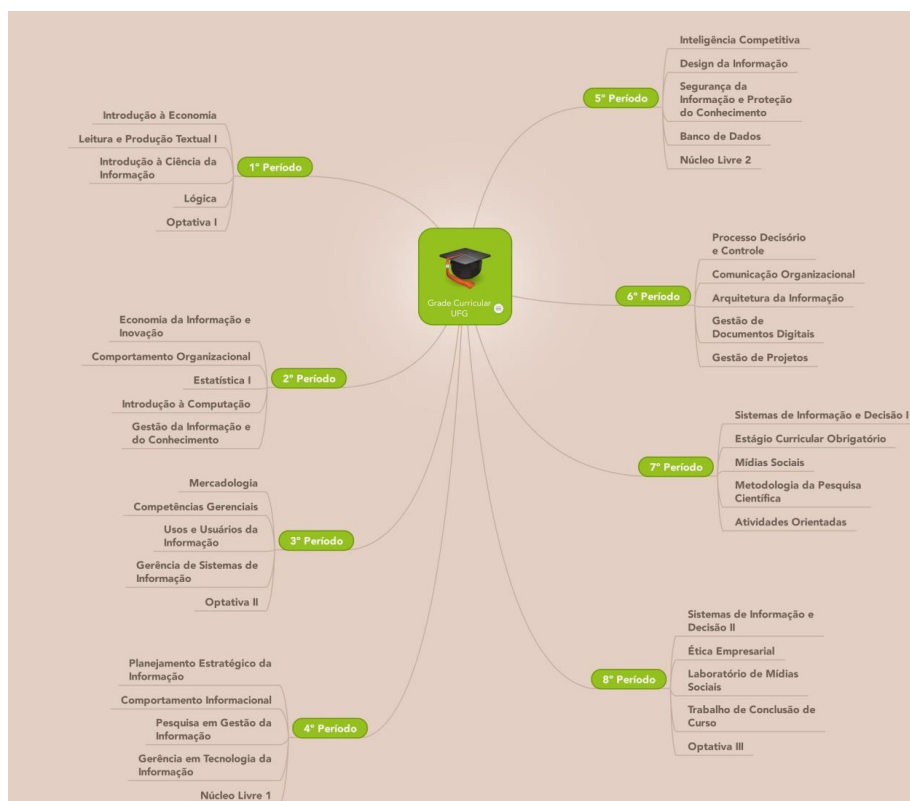 Grade Curricular
UFG
1º Período
Introdução à Economia
Leitura e Produção Textual I
Introdução à Ciência da
Informação
Lógica
Optativa I
2º Período
Economia da Informação e
Inovação
Comportamento Organizacional
Estatística I
Introdução à Computação
Gestão da Informação e
do Conhecimento
3º Período
Mercadologia
Competências Gerenciais
Usos e Usuários da
Informação
Gerência de Sistemas de
Informação
Optativa II
4º Período
Planejamento Estratégico da
Informação
Comportamento Informacional
Pesquisa em Gestão da
Informação
Gerência em Tecnologia da
Informação
Núcleo Livre 1
5º Período
Inteligência Competitiva
Design da Informação
Segurança da
Informação e Proteção
do Conhecimento
Banco de Dados
Núcleo Livre 2
6º Período
Processo Decisório
e Controle
Comunicação Organizacional
Arquitetura da Informação
Gestão de
Documentos Digitais
Gestão de Projetos
7º Período
Sistemas de Informação e Decisão I
Estágio Curricular Obrigatório
Mídias Sociais
Metodologia da Pesquisa
Científica
Atividades Orientadas
8º Período
Sistemas de Informação e
Decisão II
Ética Empresarial
Laboratório de Mídias
Sociais
Trabalho de Conclusão de
Curso
Optativa III